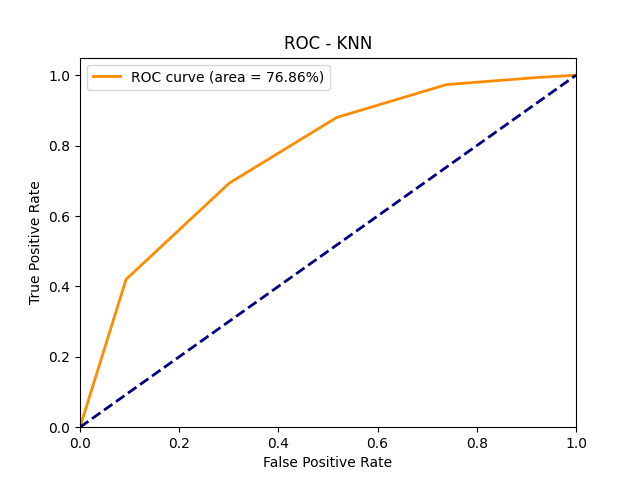 ROC - KNN
ROC curve (area = 76.86%)
True Positive Rate
1.0
0.8
0.6
0.4
0.2
0.0
0.0 0.2 0.4 0.6 0.8 1.0
False Positive Rate